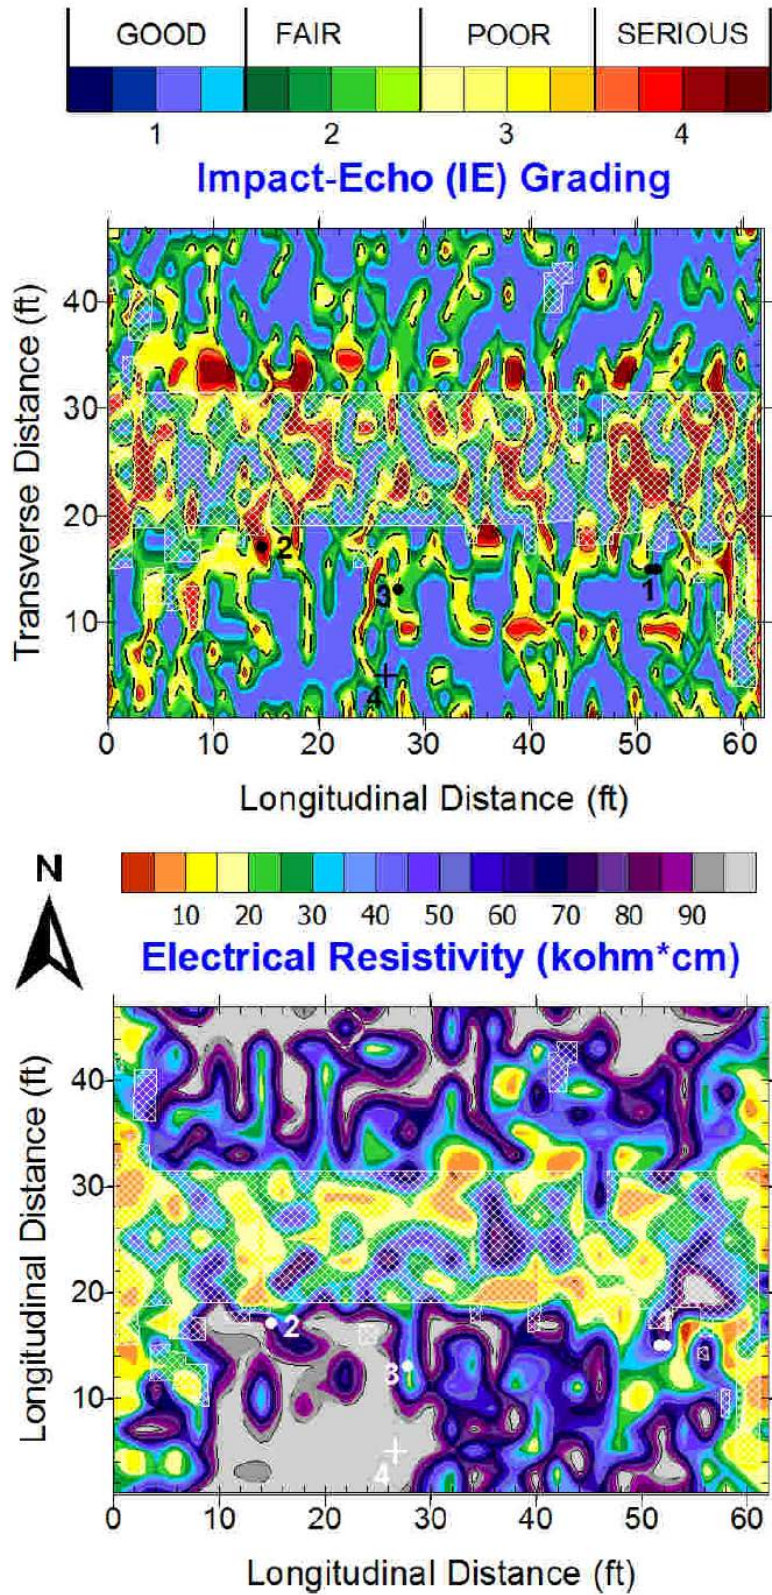 GOOD FAIR POOR SERIOUS
1 2 3 4
Impact-Echo (IE) Grading
Transverse Distance (ft)
40
30
20
10
2
3
1
4
0 10 20 30 40 50 60
Longitudinal Distance (ft)
N
10 20 30 40 50 60 70 80 90
Electrical Resistivity (kohm*cm)
Longitudinal Distance (ft)
40
30
20
10
1
2
3
4
0 10 20 30 40 50 60
Longitudinal Distance (ft)